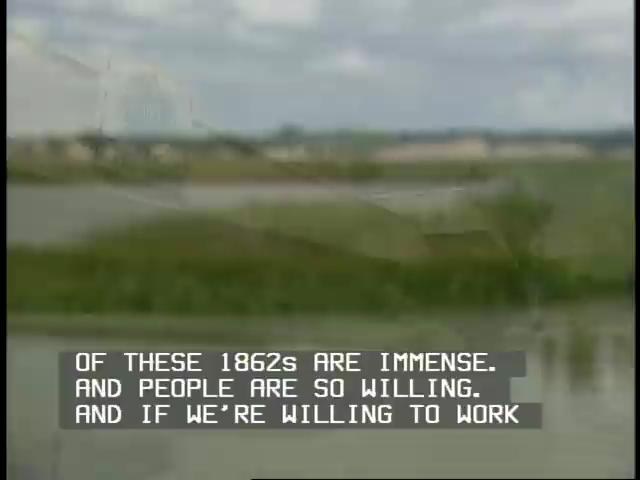 OF THESE 1862s ARE IMMENSE.
AND PEOPLE ARE SO WILLING.
AND IF WE'RE WILLING TO WORK